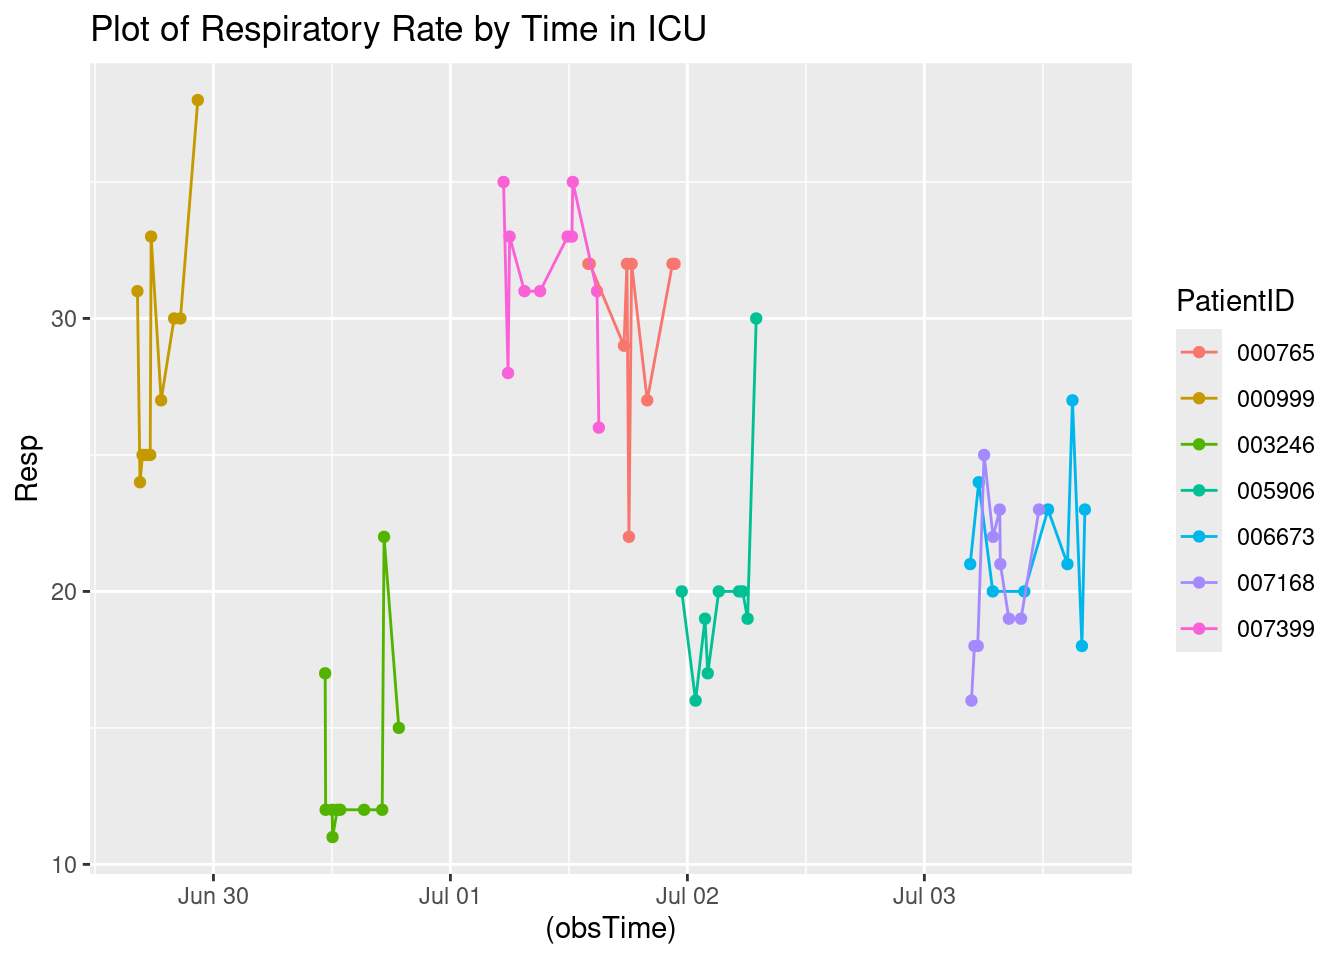 Plot of Respiratory Rate by Time in ICU
Resp
30
20
10
Jun 30
Jul 01
Jul 02
Jul 03
(obsTime)
PatientID
000765
000999
003246
005906
006673
007168
007399